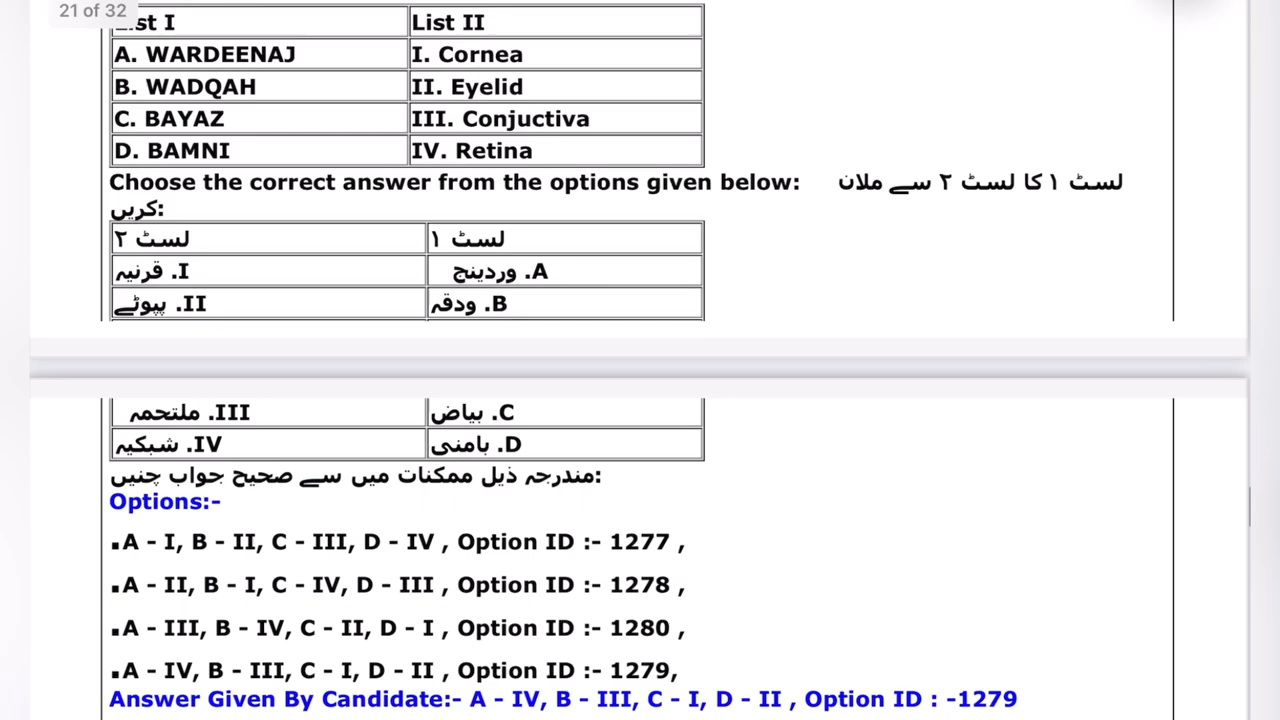 21 of 32
List I List II
A. WARDEENAJ I. Cornea
B. WADQAH II. Eyelid
C. BAYAZ III. Conjuctiva
D. BAMNI IV. Retina
Choose the correct answer from the options given below: لسٹ ۱ کا لسٹ ۲ سے ملان
کریں:
لسٹ ۱ لسٹ ۲
A. وردینج I. قرنیہ
B. ودقہ II. پپوٹے
C. بیاض III. ملتحمہ
D. بامنی IV. شبکیہ
مندرجہ ذیل ممکنات میں سے صحیح جواب چنیں:
Options:-
▪A - I, B - II, C - III, D - IV , Option ID :- 1277 ,
▪A - II, B - I, C - IV, D - III , Option ID :- 1278 ,
▪A - III, B - IV, C - II, D - I , Option ID :- 1280 ,
▪A - IV, B - III, C - I, D - II , Option ID :- 1279,
Answer Given By Candidate:- A - IV, B - III, C - I, D - II , Option ID : -1279